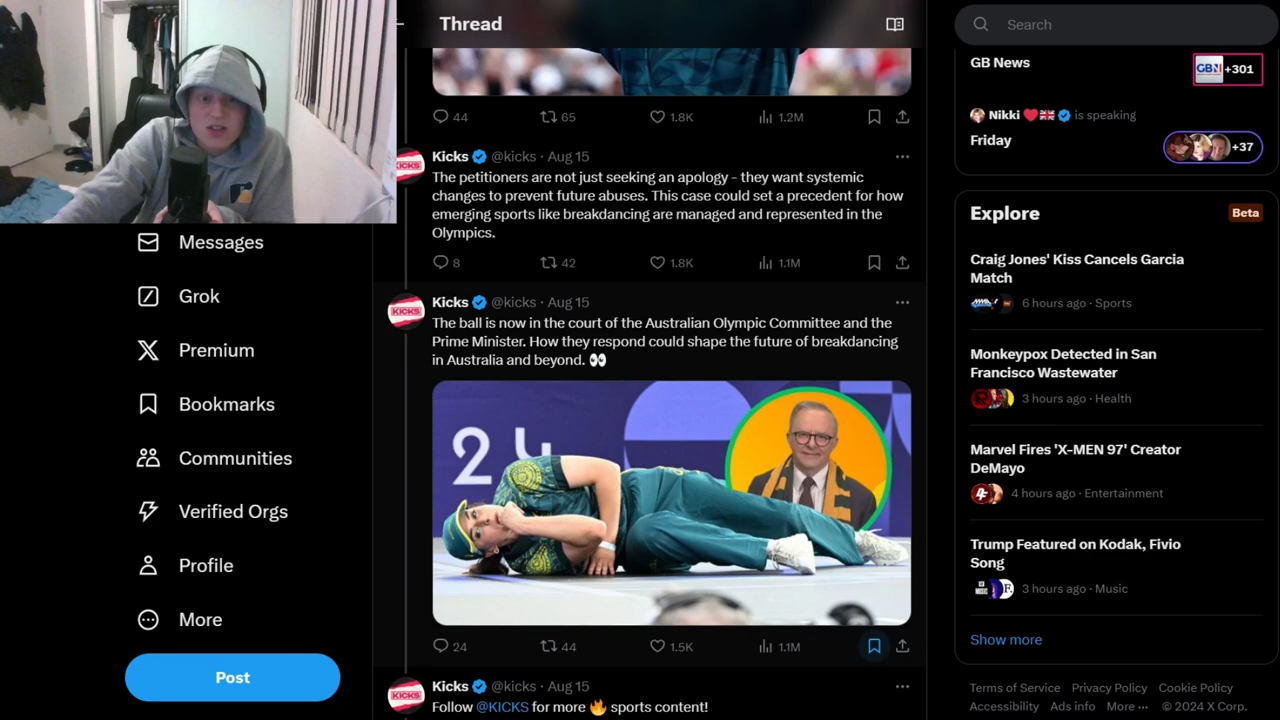 Thread
Search
44
65
1.8K
1.2M
Kicks @kicks · Aug 15
The petitioners are not just seeking an apology - they want systemic
changes to prevent future abuses. This case could set a precedent for how
emerging sports like breakdancing are managed and represented in the
Olympics.
8
42
1.8K
1.1M
Kicks @kicks · Aug 15
The ball is now in the court of the Australian Olympic Committee and the
Prime Minister. How they respond could shape the future of breakdancing
in Australia and beyond. 👀
24
KICKS
24
44
1.5K
1.1M
Kicks @kicks · Aug 15
Follow @KICKS for more 🔥 sports content!
Messages
Grok
Premium
Bookmarks
Communities
Verified Orgs
Profile
More
Post
GB News
GBN +301
Nikki ❤️🇬🇧 is speaking
Friday
+37
Explore
Beta
Craig Jones' Kiss Cancels Garcia
Match
6 hours ago · Sports
Monkeypox Detected in San
Francisco Wastewater
3 hours ago · Health
Marvel Fires 'X-MEN 97' Creator
DeMayo
4 hours ago · Entertainment
Trump Featured on Kodak, Fivio
Song
3 hours ago · Music
Show more
Terms of Service Privacy Policy Cookie Policy
Accessibility Ads info More ··· © 2024 X Corp.